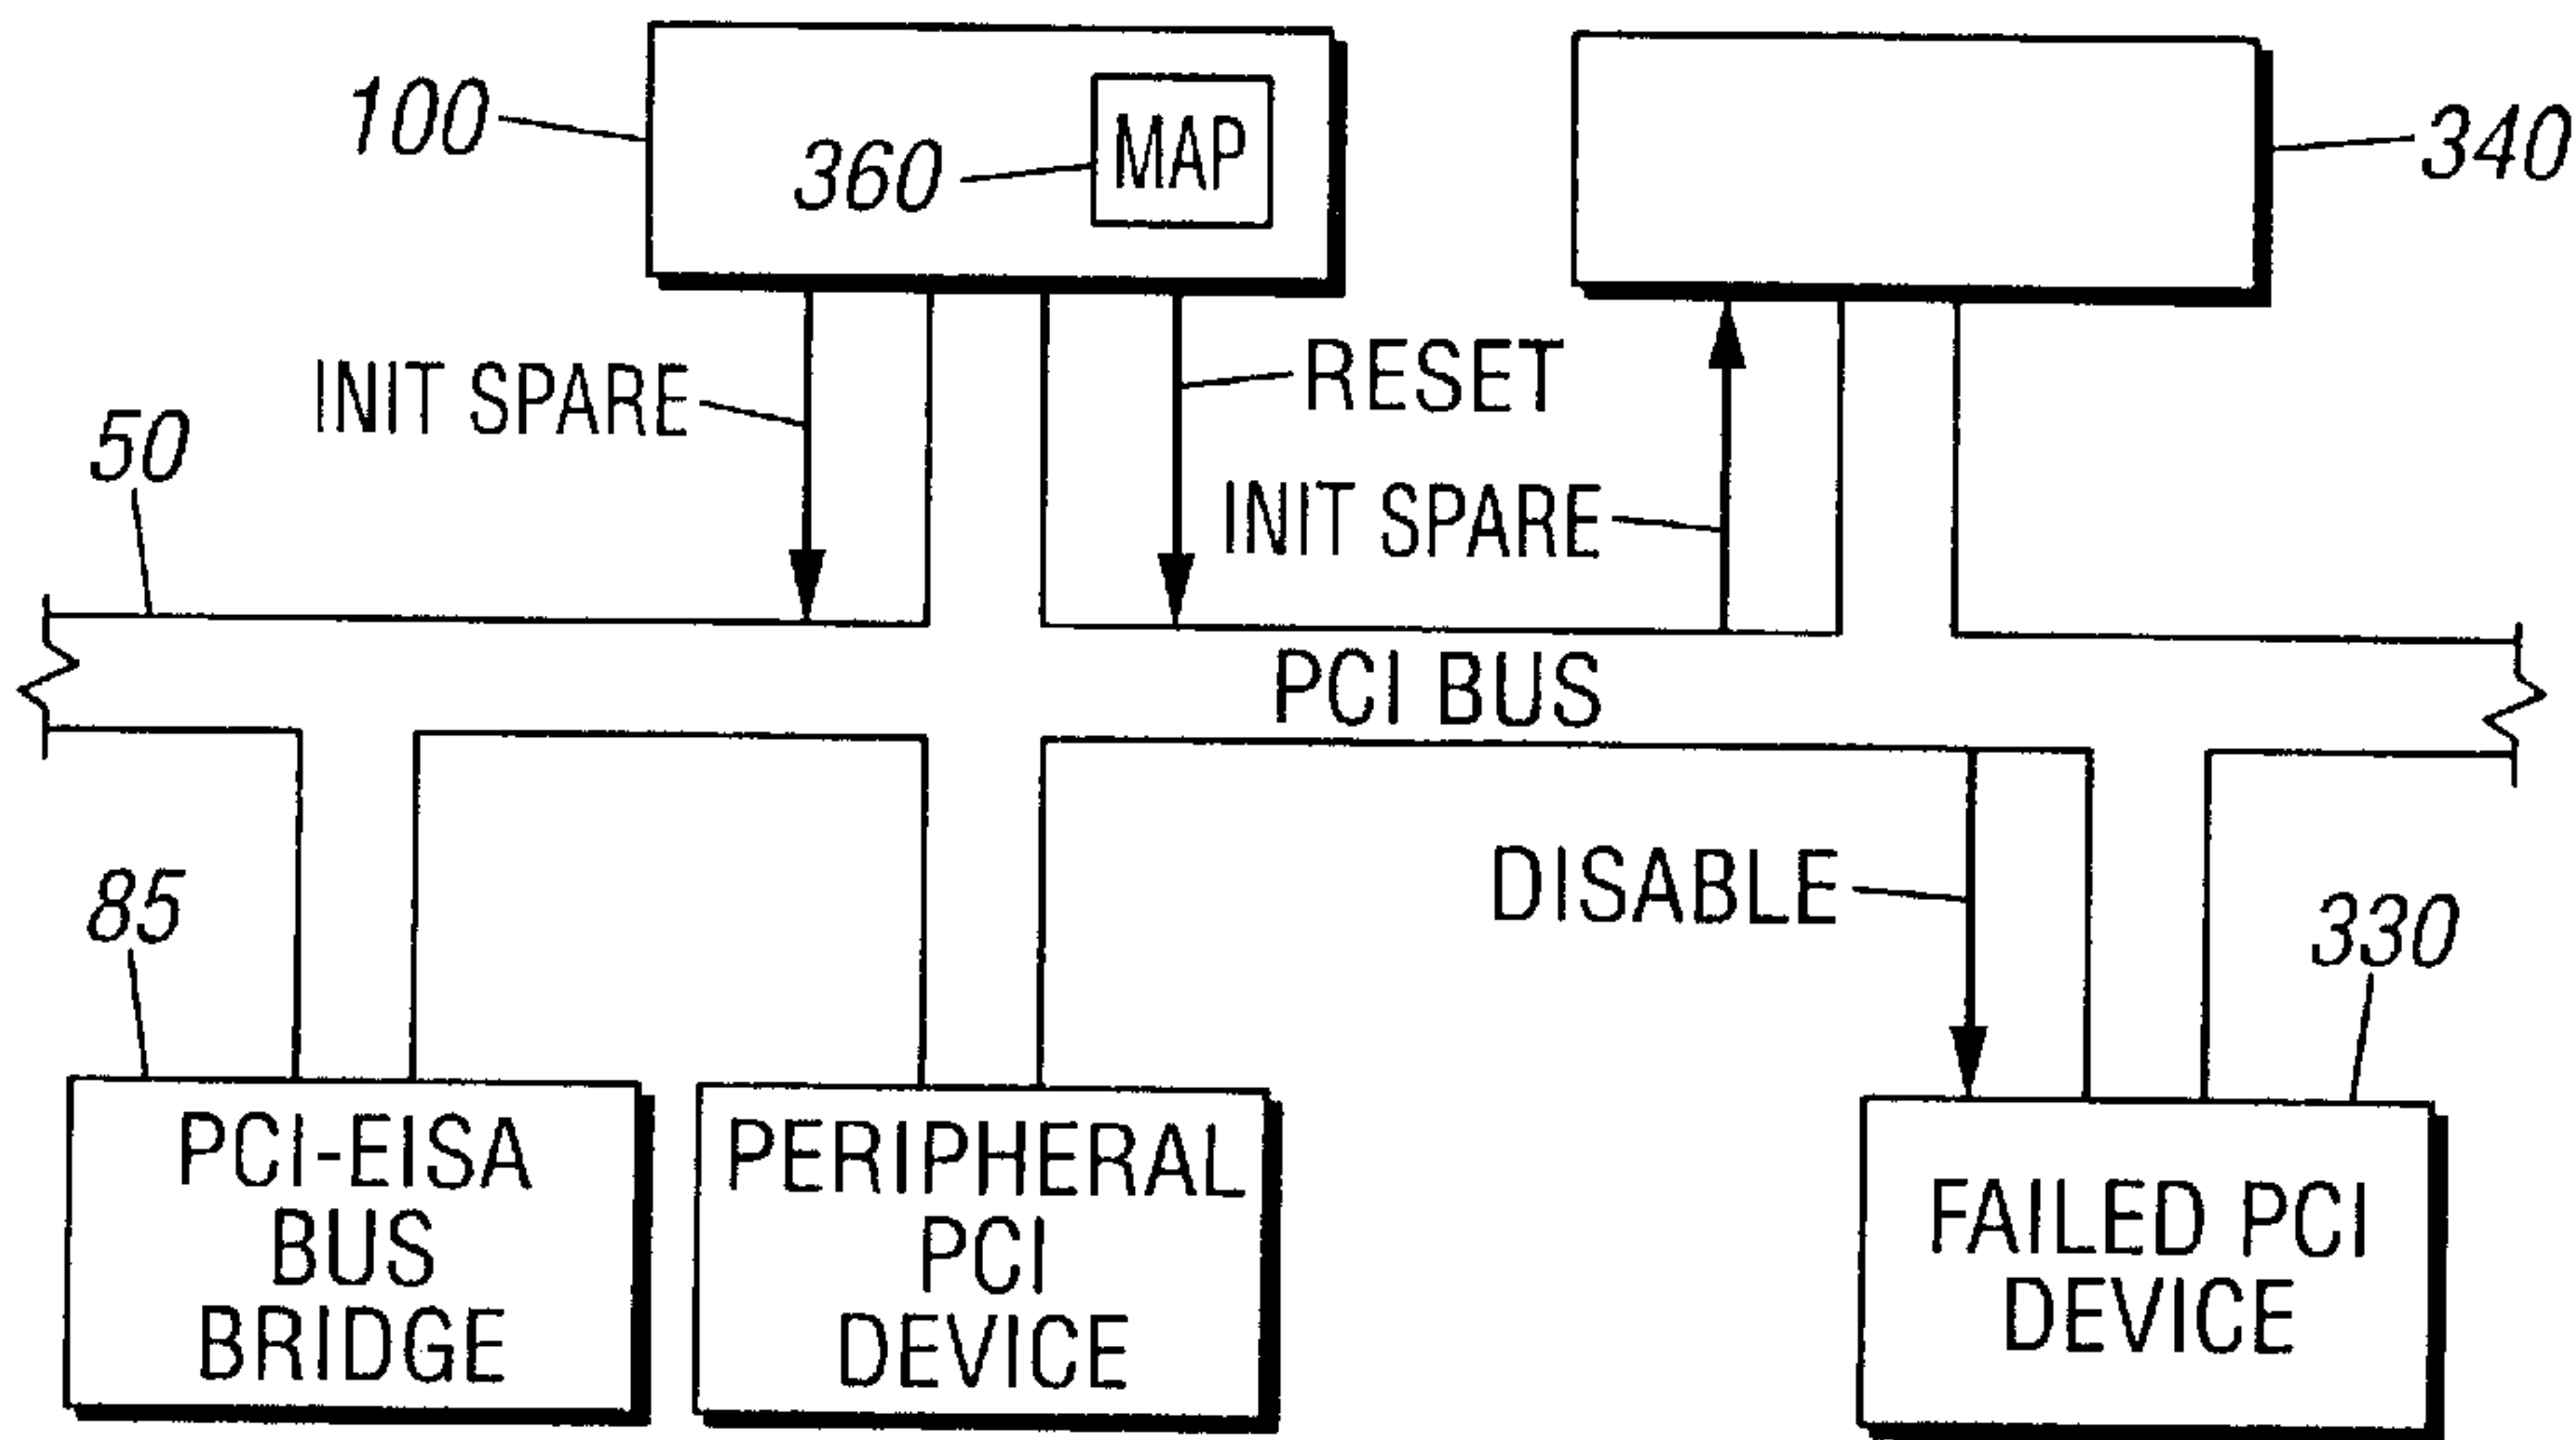 100
360
MAP
340
INIT SPARE
RESET
50
INIT SPARE
PCI BUS
DISABLE
85
330
PCI-EISA
BUS
BRIDGE
PERIPHERAL
PCI
DEVICE
FAILED PCI
DEVICE